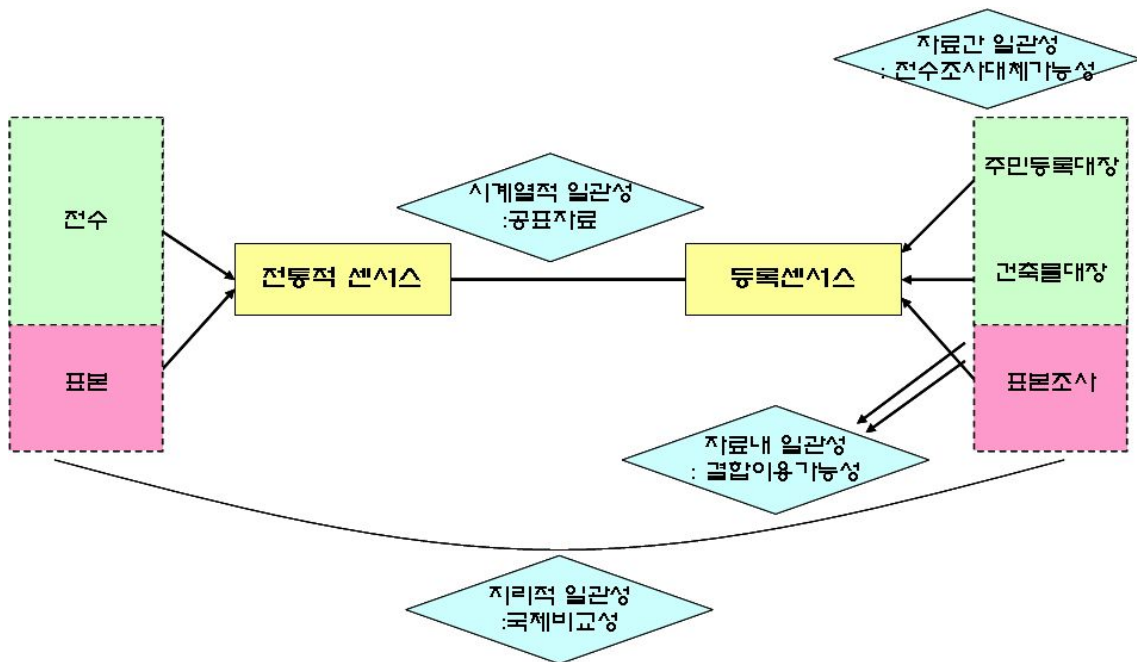 자료간 일관성
: 전수조사대체가능성
주민등록대장
시계열적 일관성
:공표자료
전수
전통적 센서스
등록센서스
건축물대장
표본
표본조사
자료내 일관성
: 결합이용가능성
지리적 일관성
:국제비교성